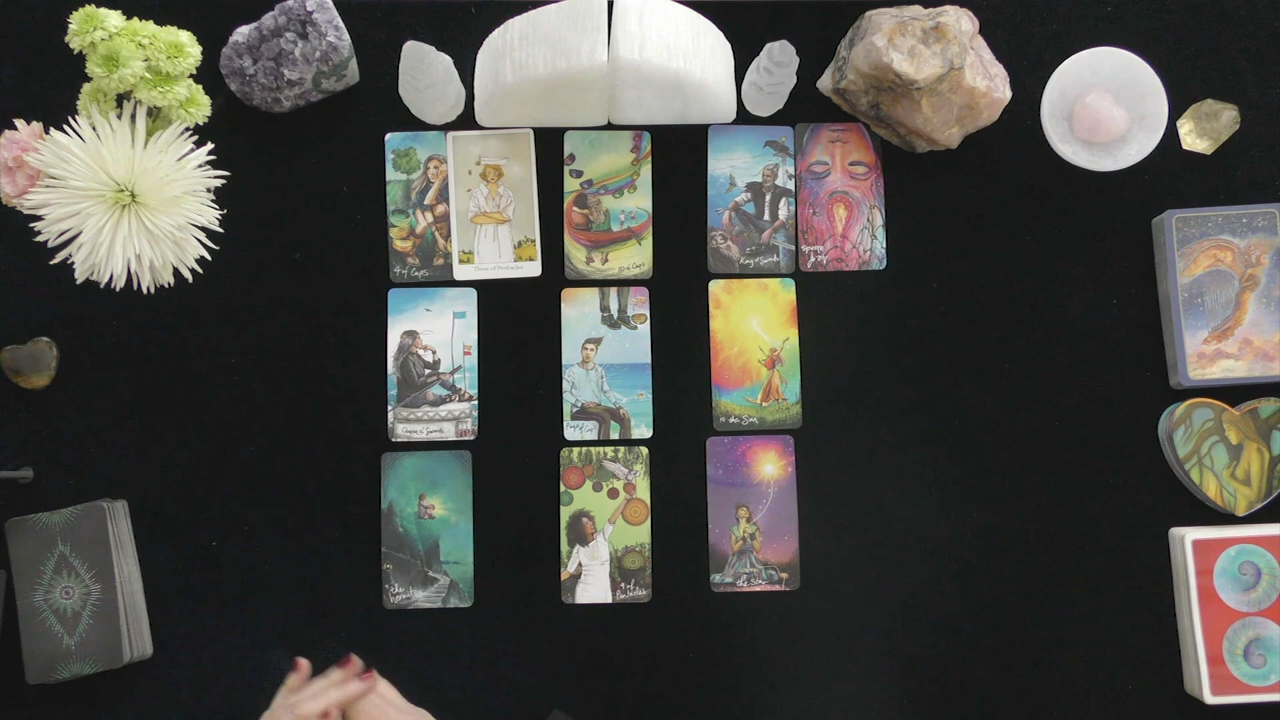 4 of Cups
Three of Pentacles
10 of Cups
King of Swords
Queen of Swords
Page of Cups
19 the Sun
the
hermit
9 of
Pentacles
the Star